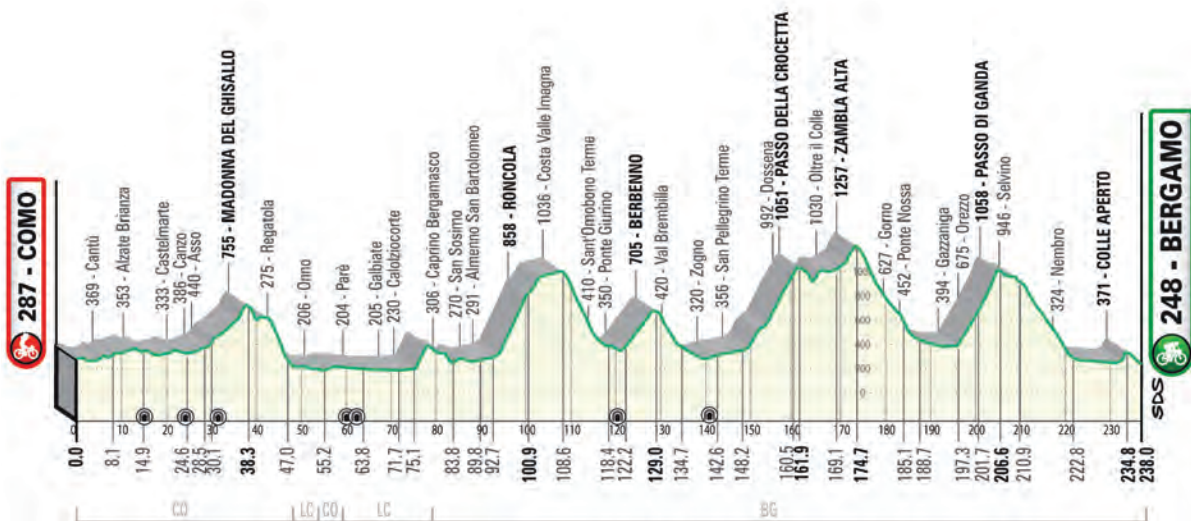 287 - COMO
369 - Cantù
353 - Alzate Brianza
333 - Castelmarte
386 - Canzo
440 - Asso
755 - MADONNA DEL GHISALLO
275 - Regatola
206 - Onno
204 - Parè
205 - Galbiate
230 - Calolziocorte
306 - Caprino Bergamasco
270 - San Sosimo
291 - Almenno San Bartolomeo
858 - RONCOLA
1036 - Costa Valle Imagna
410 - Sant'Omobono Terme
350 - Ponte Giurino
705 - BERBENNO
420 - Val Brembilla
320 - Zogno
356 - San Pellegrino Terme
992 - Dossena
1051 - PASSO DELLA CROCETTA
1030 - Oltre il Colle
1257 - ZAMBLA ALTA
627 - Gorno
452 - Ponte Nossa
394 - Gazzaniga
675 - Orezzo
1058 - PASSO DI GANDA
946 - Selvino
324 - Nembro
371 - COLLE APERTO
248 - BERGAMO
SDS
800
600
400
200
0
0 10 20 30 40 50 60 70 80 90 100 110 120 130 140 150 160 170 180 190 200 210 220 230
0.0 8.1 14.9 24.6 28.5 30.1 38.3 47.0 55.2 63.8 71.7 75.1 83.8 89.8 92.7 100.9 108.6 118.4 122.2 129.0 134.7 142.6 148.2 160.5 161.9 169.1 174.7 185.1 188.7 197.3 201.7 206.6 210.9 222.8 234.8 238.0
CO LC CO LC BG